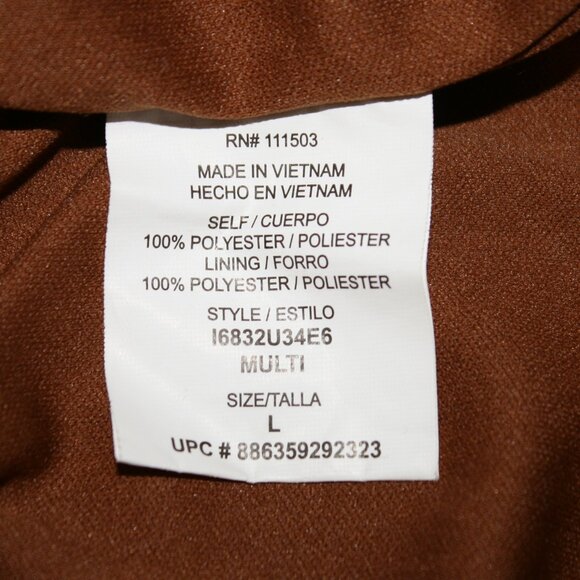 RN# 111503
MADE IN VIETNAM
HECHO EN VIETNAM
SELF / CUERPO
100% POLYESTER / POLIESTER
LINING / FORRO
100% POLYESTER / POLIESTER
STYLE / ESTILO
I6832U34E6
MULTI
SIZE/TALLA
L
UPC # 886359292323